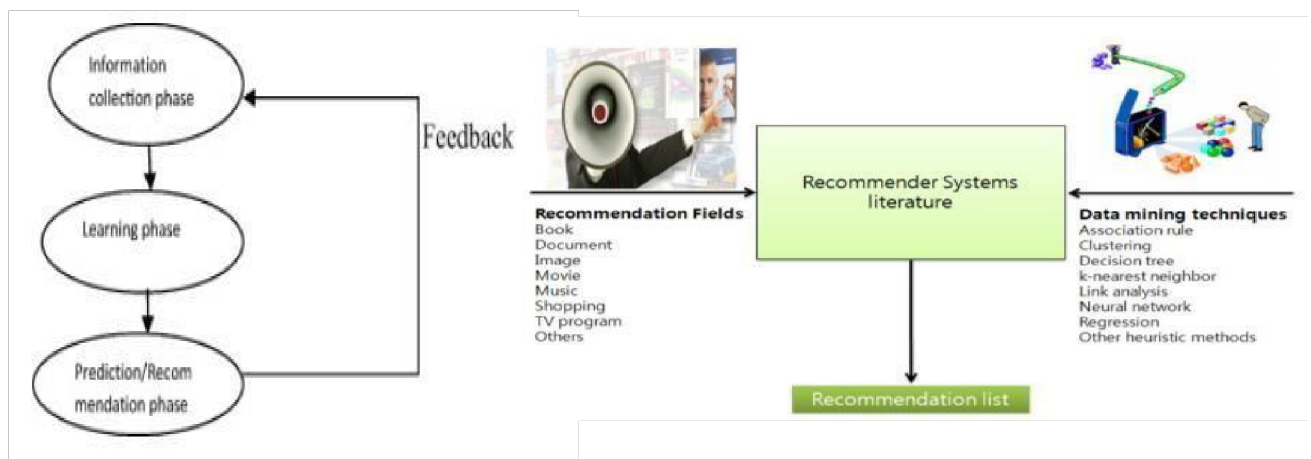 Information
collection phase
Learning phase
Prediction/Recom
mendation phase
Feedback
Recommendation Fields
Book
Document
Image
Movie
Music
Shopping
TV program
Others
Recommender Systems
literature
Data mining techniques
Association rule
Clustering
Decision tree
k-nearest neighbor
Link analysis
Neural network
Regression
Other heuristic methods
Recommendation list